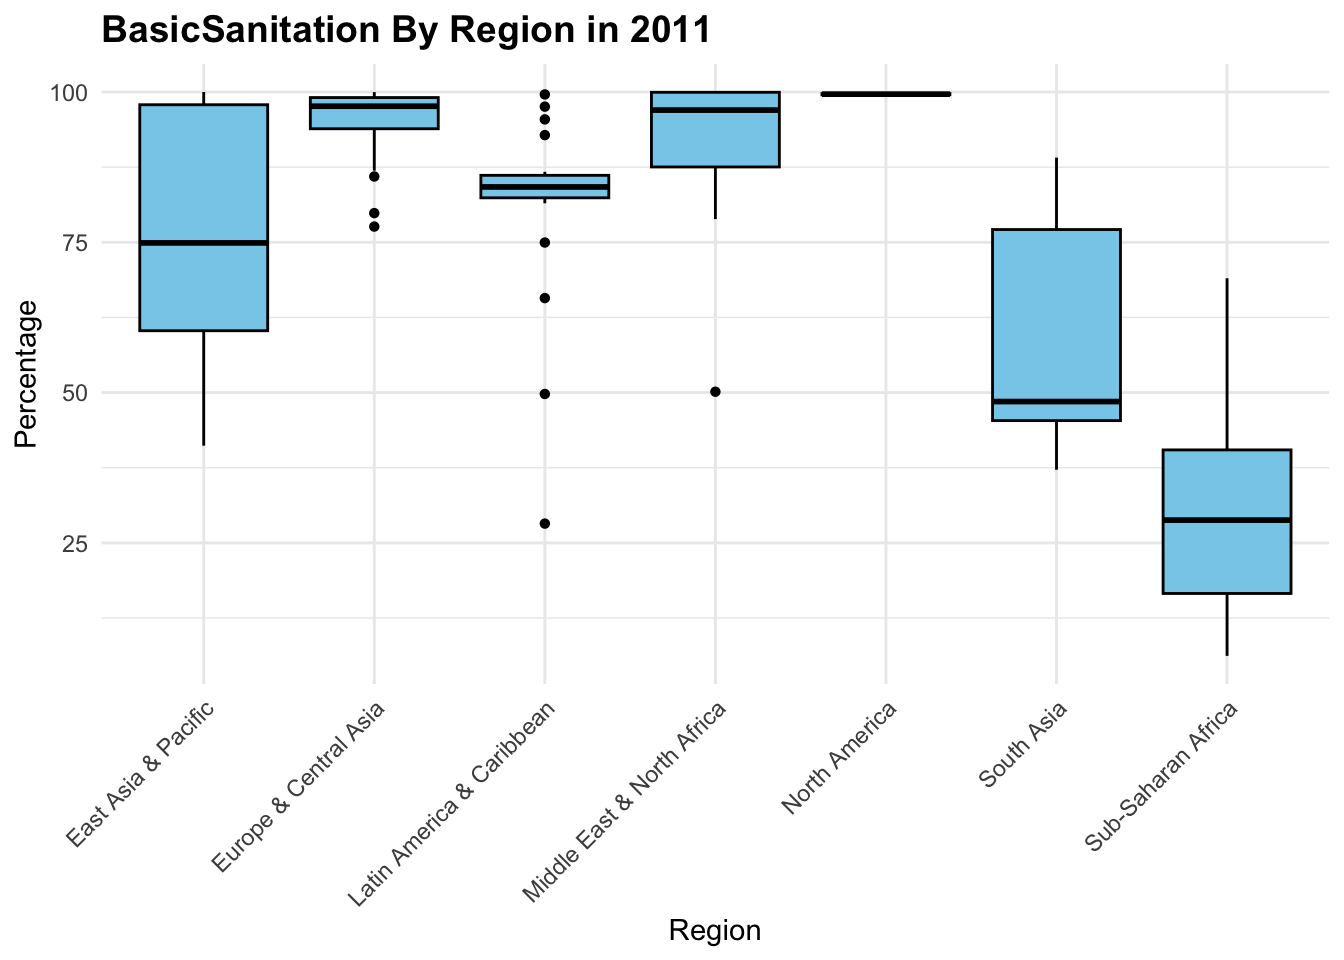 BasicSanitation By Region in 2011
Percentage
100
75
50
25
East Asia & Pacific
Europe & Central Asia
Latin America & Caribbean
Middle East & North Africa
North America
South Asia
Sub-Saharan Africa
Region